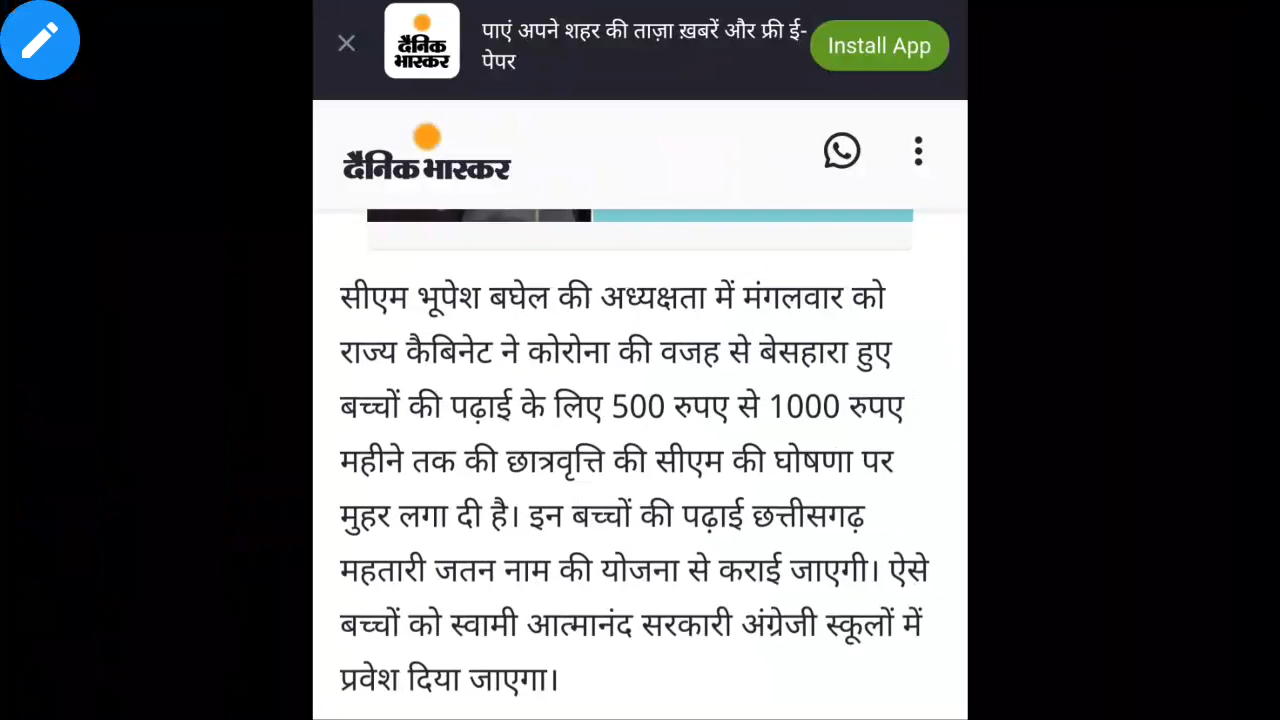 पाएं अपने शहर की ताज़ा ख़बरें और फ्री ई-
पेपर
दैनिक
भास्कर
Install App
दैनिक भास्कर
सीएम भूपेश बघेल की अध्यक्षता में मंगलवार को
राज्य कैबिनेट ने कोरोना की वजह से बेसहारा हुए
बच्चों की पढ़ाई के लिए 500 रुपए से 1000 रुपए
महीने तक की छात्रवृत्ति की सीएम की घोषणा पर
मुहर लगा दी है। इन बच्चों की पढ़ाई छत्तीसगढ़
महतारी जतन नाम की योजना से कराई जाएगी। ऐसे
बच्चों को स्वामी आत्मानंद सरकारी अंग्रेजी स्कूलों में
प्रवेश दिया जाएगा।